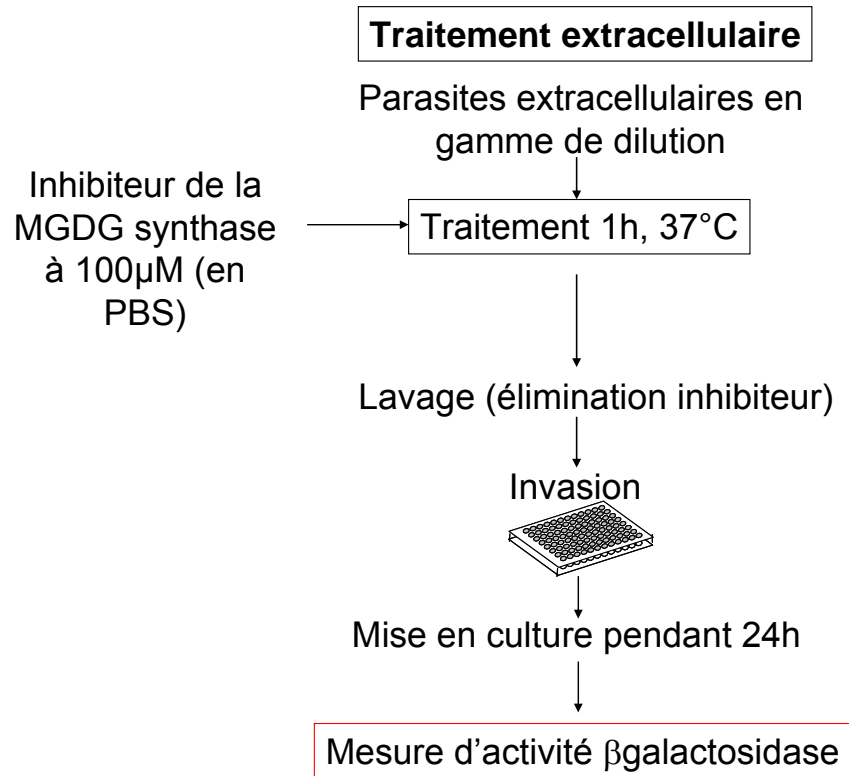 Traitement extracellulaire
Parasites extracellulaires en
gamme de dilution
Inhibiteur de la
MGDG synthase
à 100µM (en
PBS)
Traitement 1h, 37°C
Lavage (élimination inhibiteur)
Invasion
Mise en culture pendant 24h
Mesure d’activité βgalactosidase